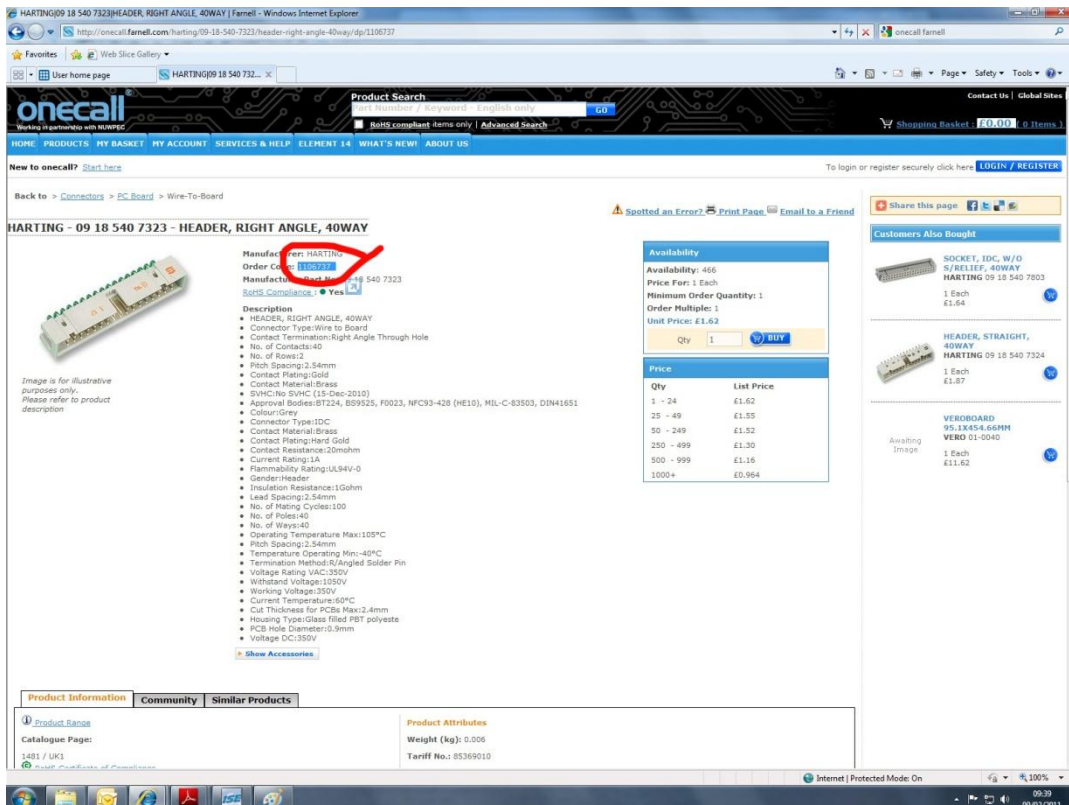 HARTING|09 18 540 7323|HEADER, RIGHT ANGLE, 40WAY | Farnell - Windows Internet Explorer
http://onecall.farnell.com/harting/09-18-540-7323/header-right-angle-40way/dp/1106737
onecall farnell
Favorites Web Slice Gallery
User home page HARTING|09 18 540 732... X
Page Safety Tools
onecall
Working in partnership with NUWPEC
Product Search
Part Number / Keyword - English only GO
RoHS compliant items only | Advanced Search
Contact Us | Global Sites
Shopping Basket : £0.00 ( 0 Items )
HOME PRODUCTS MY BASKET MY ACCOUNT SERVICES & HELP ELEMENT 14 WHAT'S NEW! ABOUT US
New to onecall? Start here
To login or register securely click here LOGIN / REGISTER
Back to > Connectors > PC Board > Wire-To-Board
Spotted an Error? Print Page Email to a Friend
HARTING - 09 18 540 7323 - HEADER, RIGHT ANGLE, 40WAY
Image is for illustrative
purposes only.
Please refer to product
description
Manufacturer: HARTING
Order Code: 1106737
Manufacturer Part No: 09 18 540 7323
RoHS Compliance : Yes
Description
HEADER, RIGHT ANGLE, 40WAY
Connector Type:Wire to Board
Contact Termination:Right Angle Through Hole
No. of Contacts:40
No. of Rows:2
Pitch Spacing:2.54mm
Contact Plating:Gold
Contact Material:Brass
SVHC:No SVHC (15-Dec-2010)
Approval Bodies:BT224, BS9525, F0023, NFC93-428 (HE10), MIL-C-83503, DIN41651
Colour:Grey
Connector Type:IDC
Contact Material:Brass
Contact Plating:Hard Gold
Contact Resistance:20mohm
Current Rating:1A
Flammability Rating:UL94V-0
Gender:Header
Insulation Resistance:1Gohm
Lead Spacing:2.54mm
No. of Mating Cycles:100
No. of Poles:40
No. of Ways:40
Operating Temperature Max:105°C
Pitch Spacing:2.54mm
Temperature Operating Min:-40°C
Termination Method:R/Angled Solder Pin
Voltage Rating VAC:350V
Withstand Voltage:1050V
Working Voltage:350V
Current Temperature:60°C
Cut Thickness for PCBs Max:2.4mm
Housing Type:Glass filled PBT polyeste
PCB Hole Diameter:0.9mm
Voltage DC:350V
Show Accessories
Availability
Availability: 466
Price For: 1 Each
Minimum Order Quantity: 1
Order Multiple: 1
Unit Price: £1.62
Qty 1 BUY
Price
Qty List Price
1 - 24 £1.62
25 - 49 £1.55
50 - 249 £1.52
250 - 499 £1.30
500 - 999 £1.16
1000+ £0.964
Share this page
Customers Also Bought
SOCKET, IDC, W/O
S/RELIEF, 40WAY
HARTING 09 18 540 7803
1 Each
£1.64
HEADER, STRAIGHT,
40WAY
HARTING 09 18 540 7324
1 Each
£1.87
Awaiting
Image
VEROBOARD
95.1X454.66MM
VERO 01-0040
1 Each
£11.62
Product Information Community Similar Products
Product Range
Catalogue Page:
1481 / UK1
RoHS Certificate of Compliance
Product Attributes
Weight (kg): 0.006
Tariff No.: 85369010
Internet | Protected Mode: On 100%
ISE
09:39